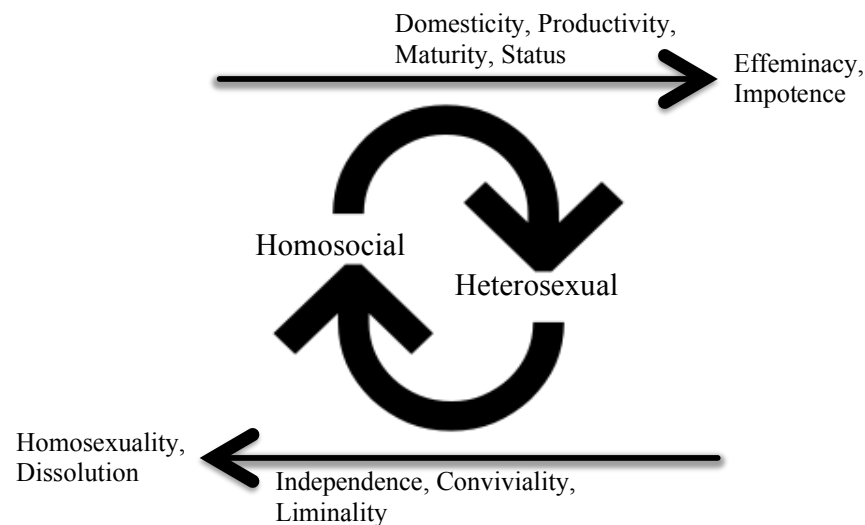 Domesticity, Productivity,
Maturity, Status
Effeminacy,
Impotence
Homosocial
Heterosexual
Homosexuality,
Dissolution
Independence, Conviviality,
Liminality